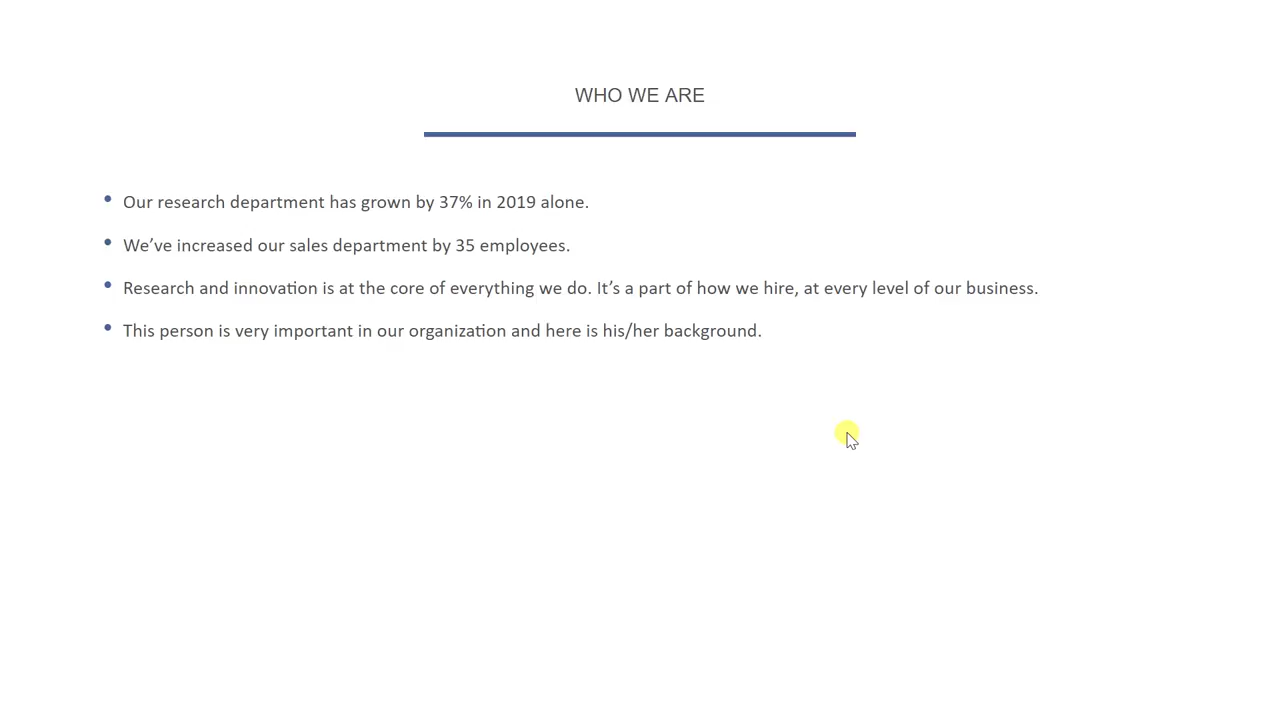 WHO WE ARE
• Our research department has grown by 37% in 2019 alone.
• We’ve increased our sales department by 35 employees.
• Research and innovation is at the core of everything we do. It’s a part of how we hire, at every level of our business.
• This person is very important in our organization and here is his/her background.